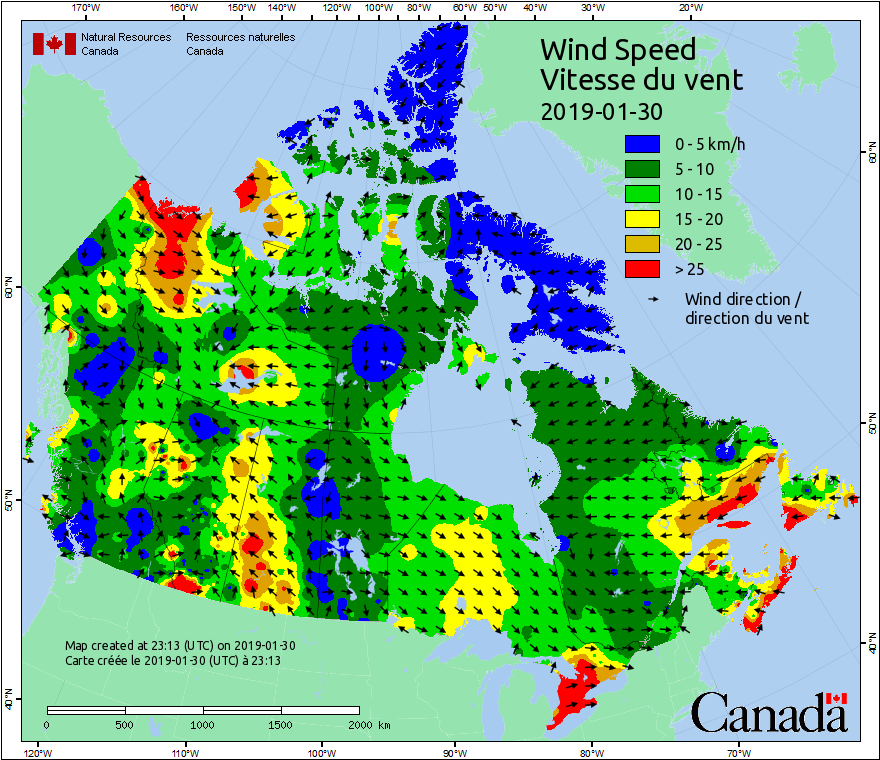 170°W 160°W 150°W 140°W 120°W 100°W 80°W 60°W 50°W 40°W 30°W 20°W
Natural Resources Ressources naturelles
Canada Canada
Wind Speed
Vitesse du vent
2019-01-30
0 - 5 km/h
5 - 10
10 - 15
15 - 20
20 - 25
> 25
Wind direction /
direction du vent
60°N
60°N
50°N
50°N
40°N
40°N
Map created at 23:13 (UTC) on 2019-01-30
Carte créée le 2019-01-30 (UTC) à 23:13
0 500 1000 1500 2000 km
Canada
120°W 110°W 100°W 90°W 80°W 70°W